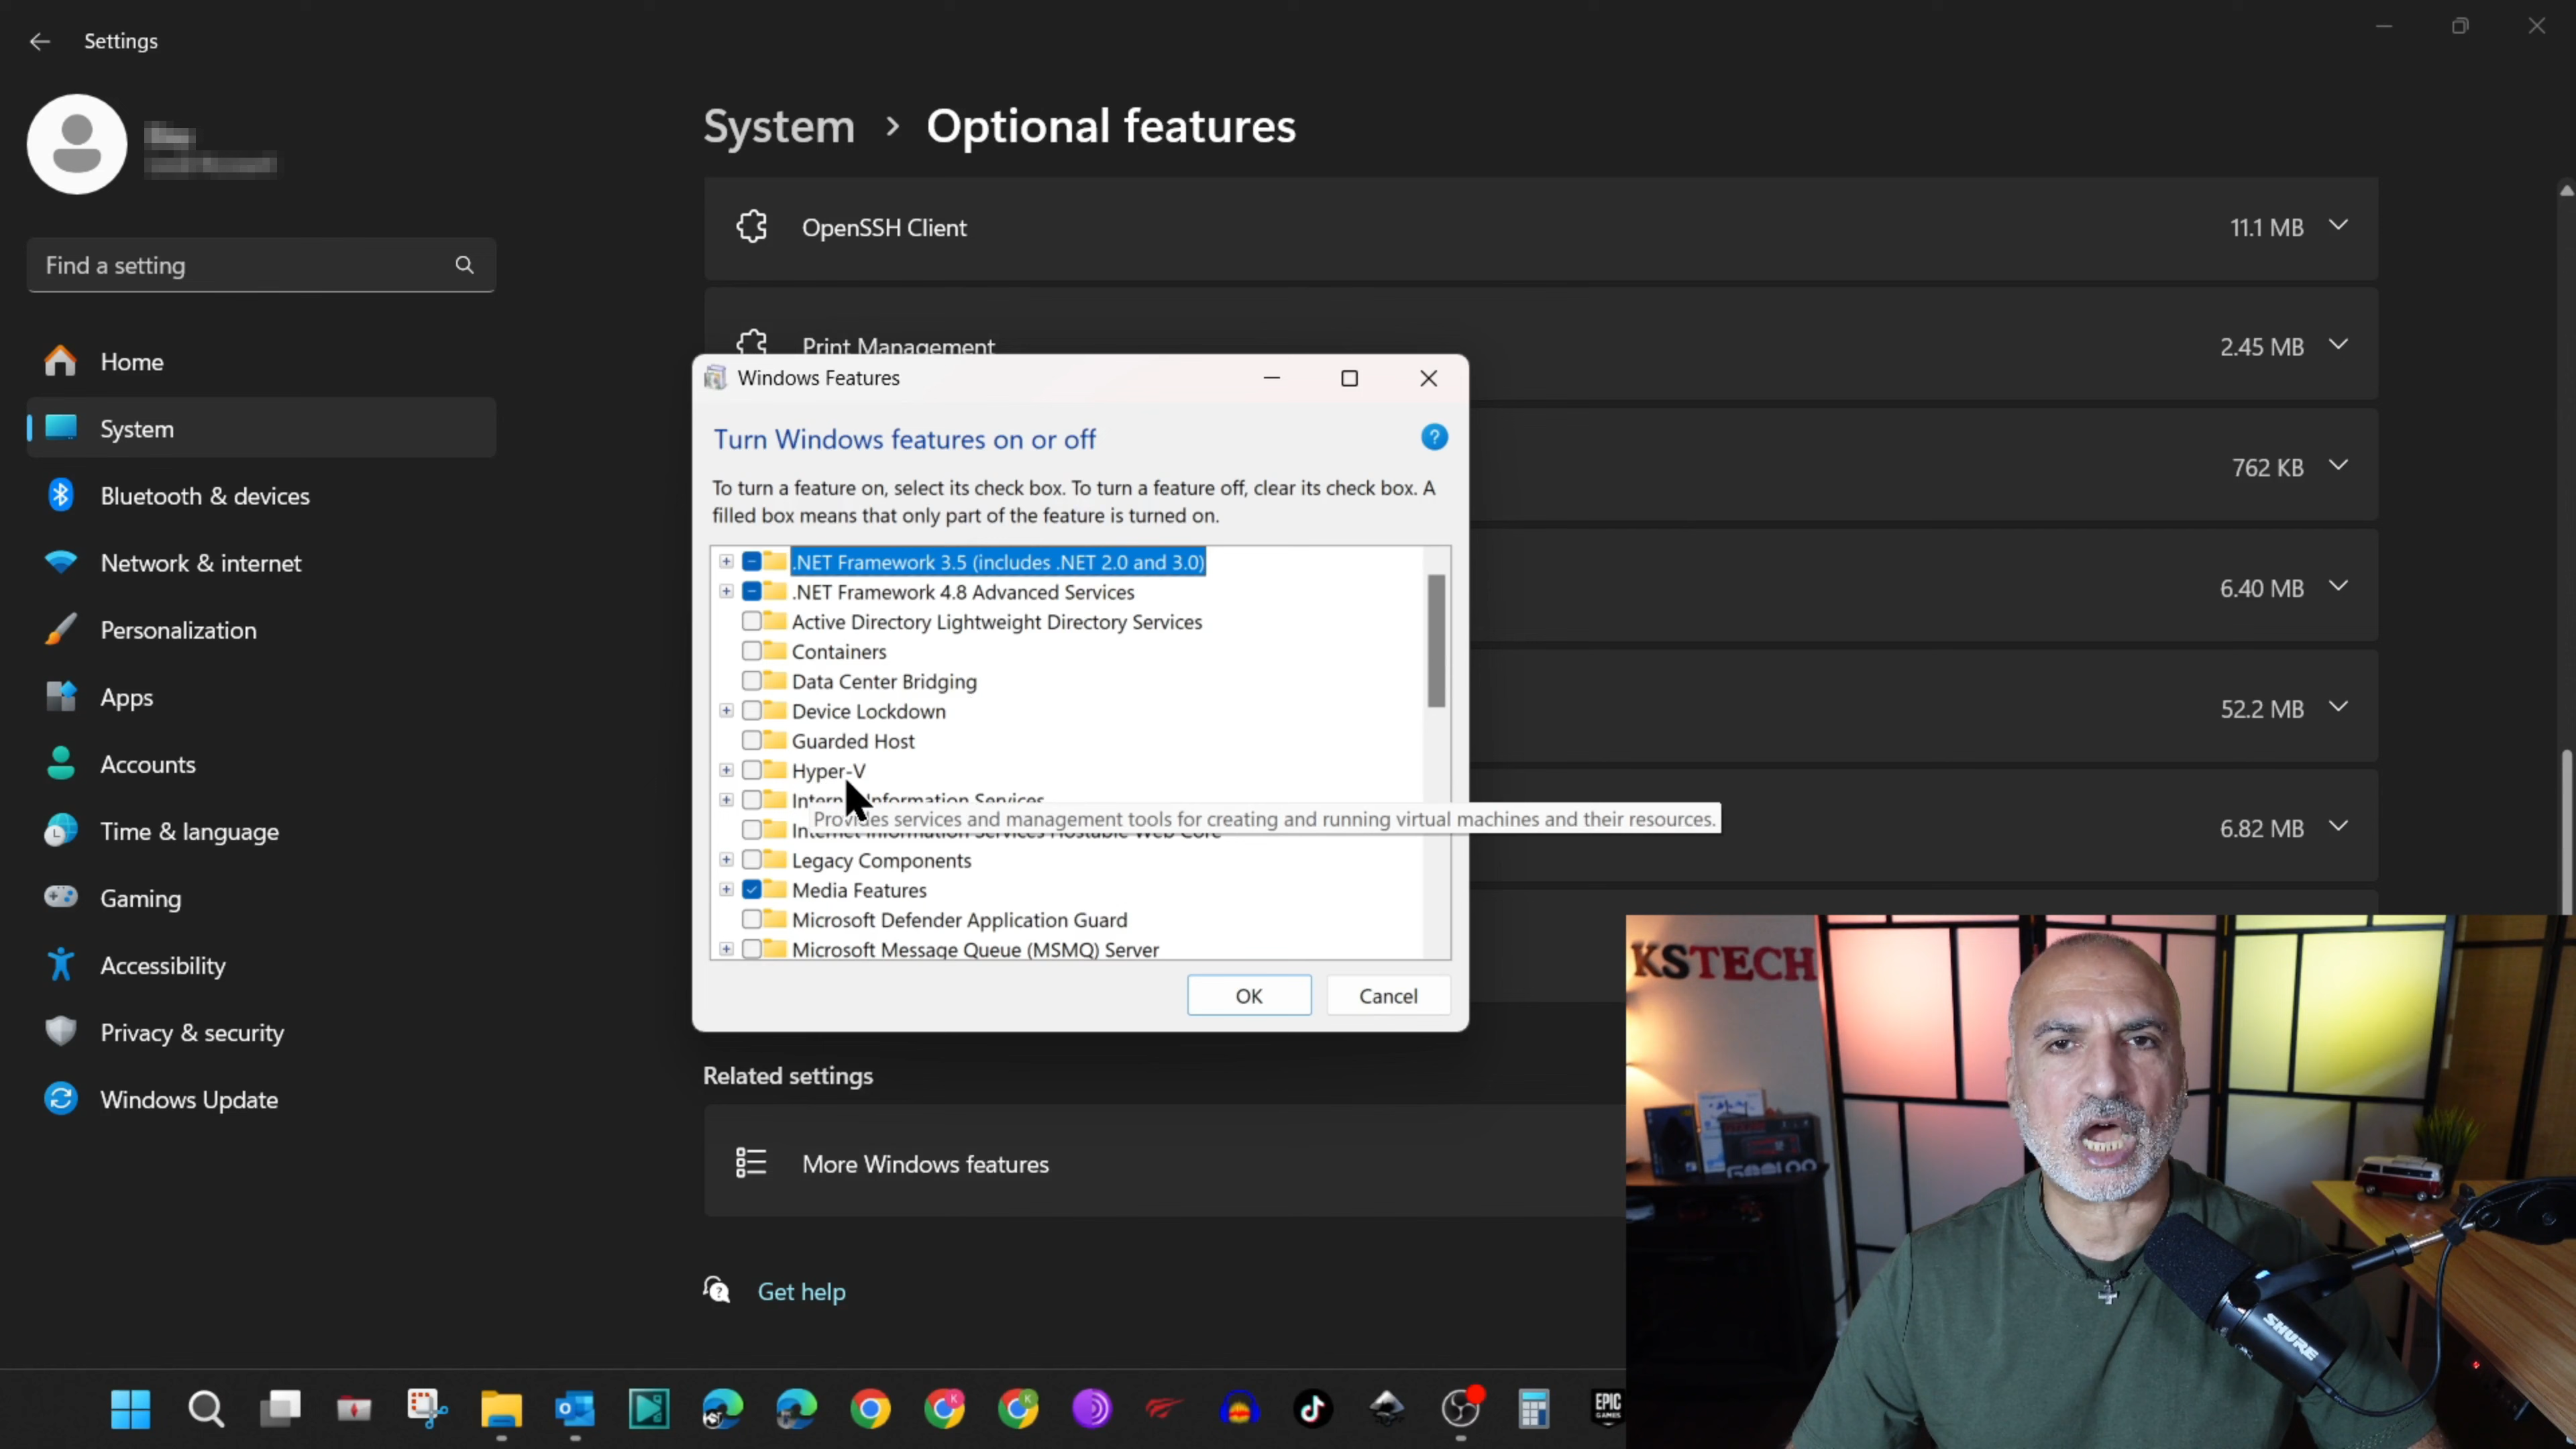 Settings
Find a setting
Home
System
Bluetooth & devices
Network & internet
Personalization
Apps
Accounts
Time & language
Gaming
Accessibility
Privacy & security
Windows Update
System > Optional features
OpenSSH Client
11.1 MB
Print Management
2.45 MB
762 KB
6.40 MB
52.2 MB
6.82 MB
Windows Features
Turn Windows features on or off
To turn a feature on, select its check box. To turn a feature off, clear its check box. A
filled box means that only part of the feature is turned on.
.NET Framework 3.5 (includes .NET 2.0 and 3.0)
.NET Framework 4.8 Advanced Services
Active Directory Lightweight Directory Services
Containers
Data Center Bridging
Device Lockdown
Guarded Host
Hyper-V
Internet Information Services
Provides services and management tools for creating and running virtual machines and their resources.
Internet Information Services Hostable Web Core
Legacy Components
Media Features
Microsoft Defender Application Guard
Microsoft Message Queue (MSMQ) Server
OK
Cancel
Related settings
More Windows features
Get help
KSTECH
SHURE
EPIC
GAMES